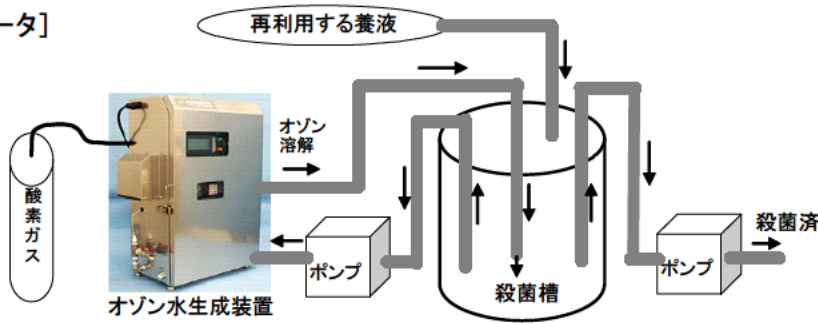 ータ]
再利用する養液
オゾン
溶解
酸素ガス
ポンプ
殺菌槽
ポンプ
殺菌済
オゾン水生成装置